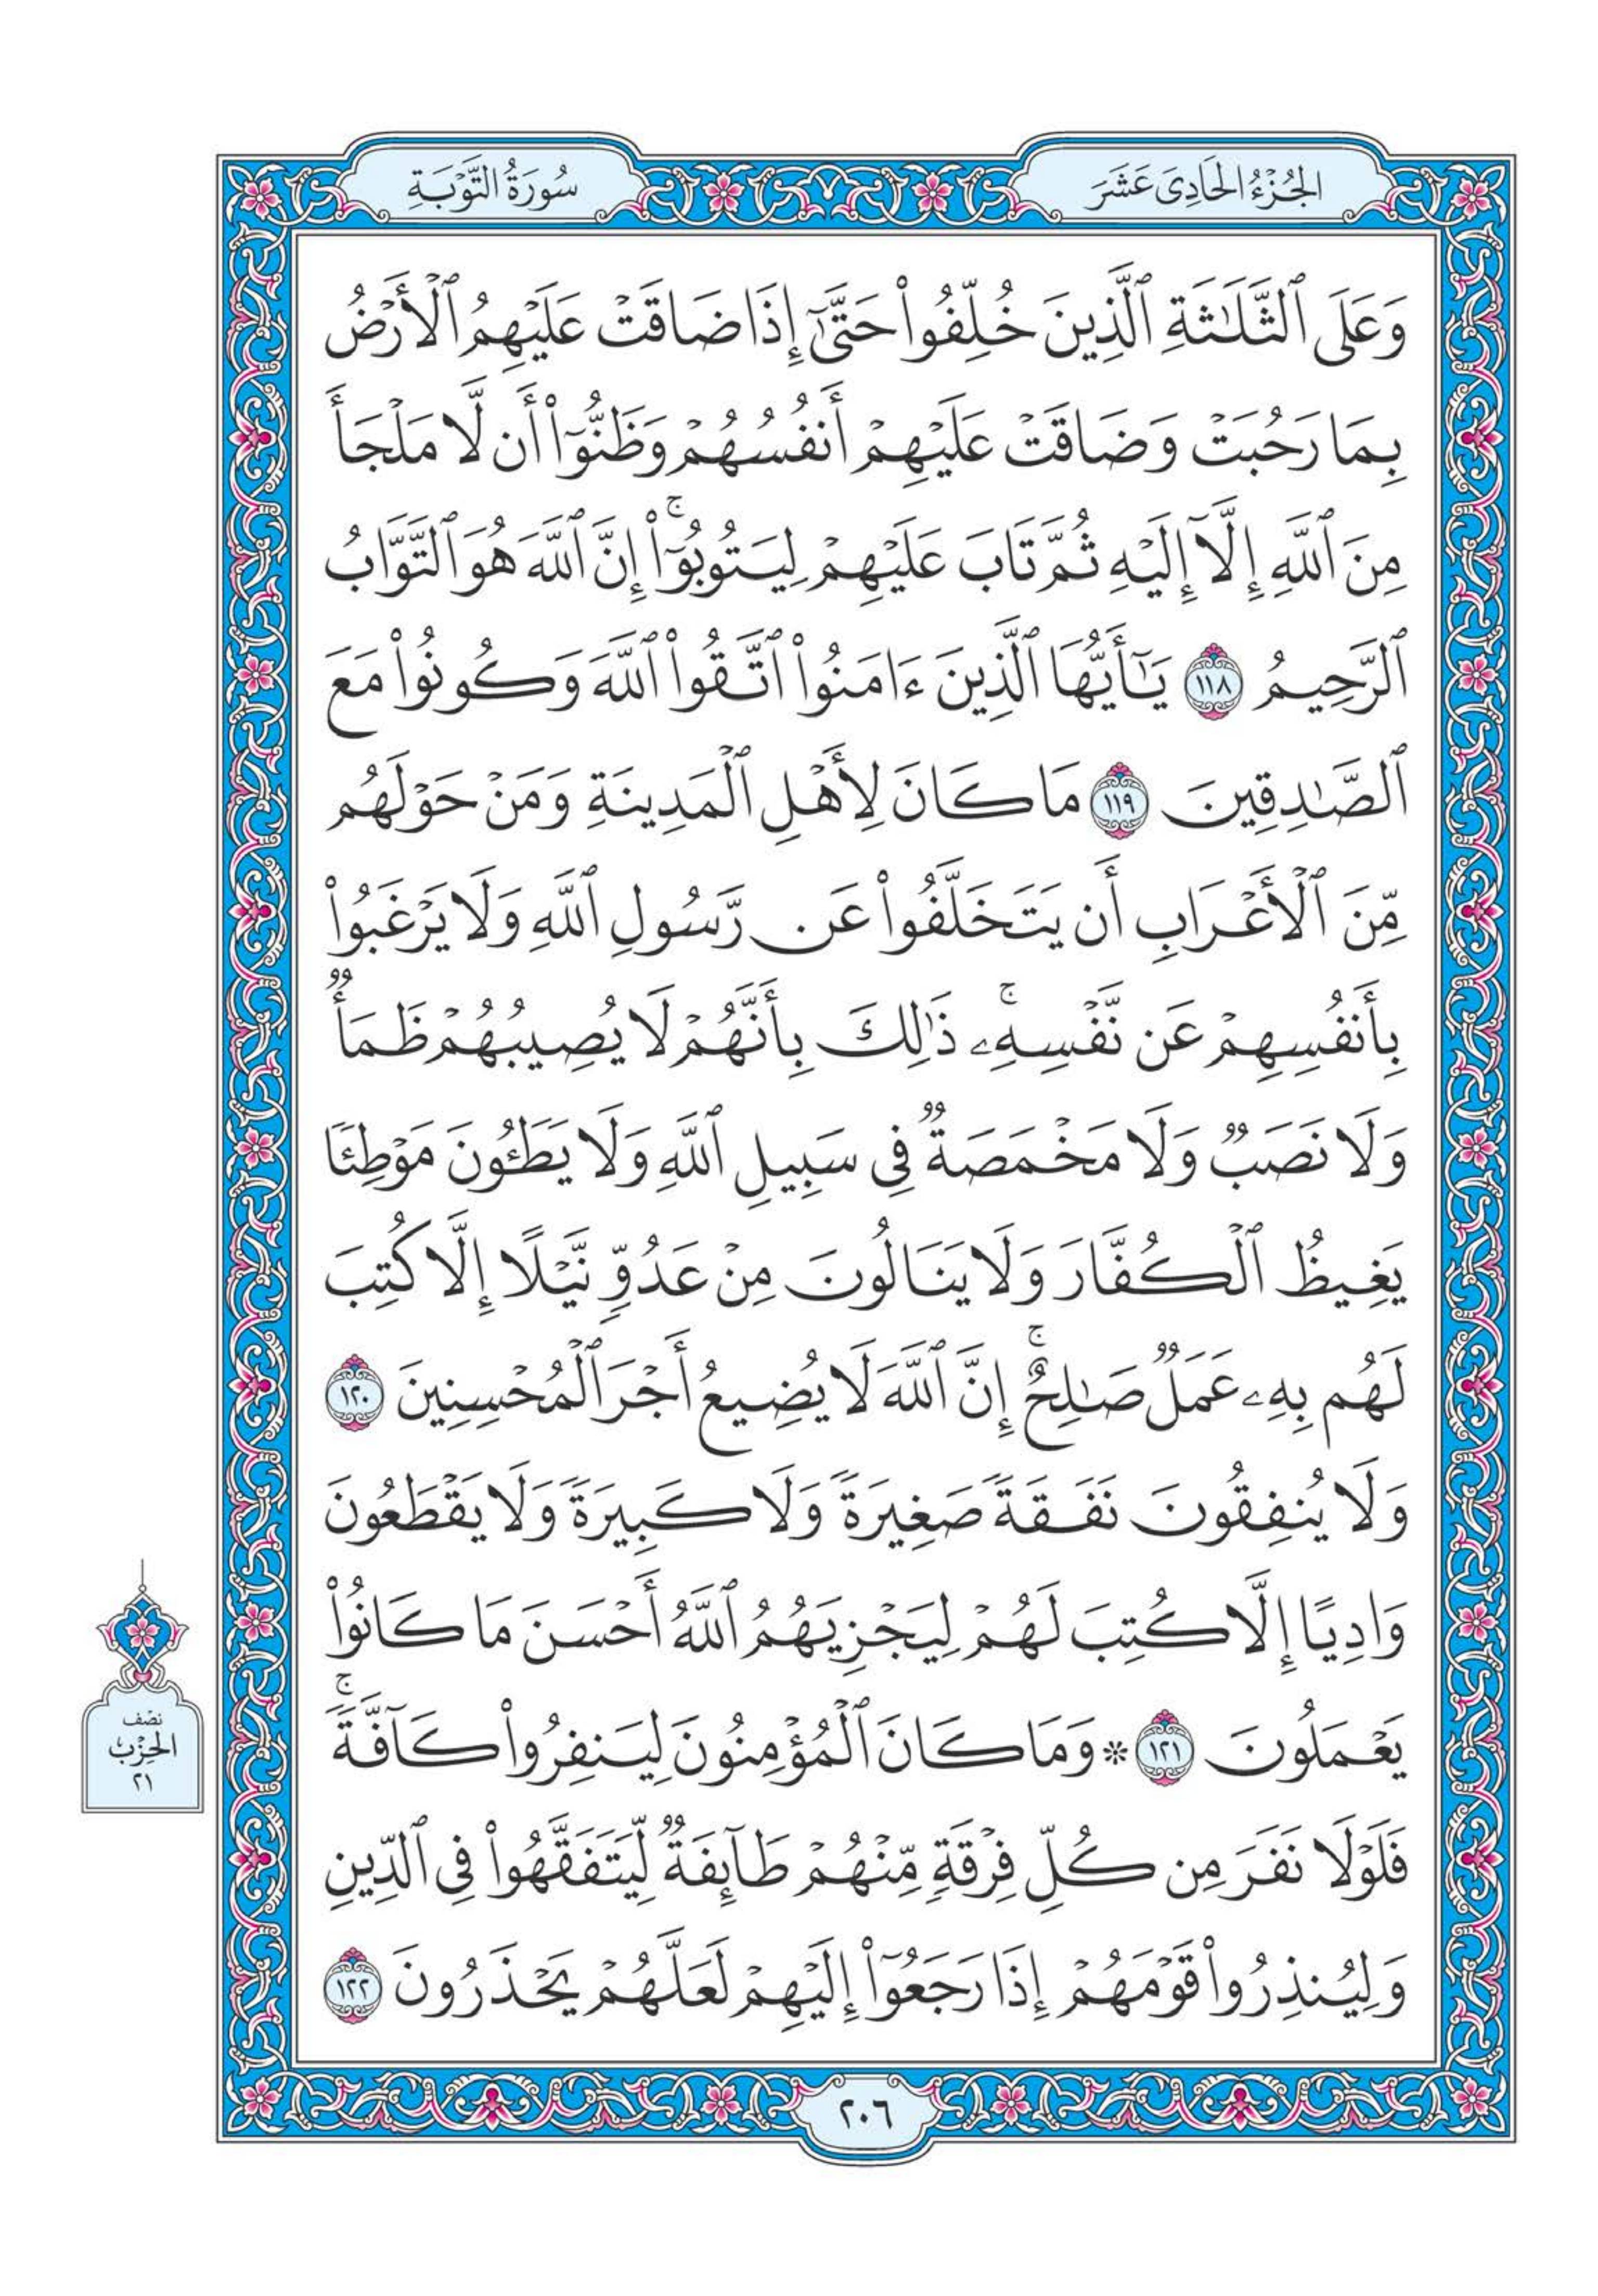 الجُزْءُ الحَادِيَ عَشَرَ
سُورَةُ التَّوْبَةِ
وَعَلَى ٱلثَّلَٰثَةِ ٱلَّذِينَ خُلِّفُوا۟ حَتَّىٰٓ إِذَا ضَاقَتْ عَلَيْهِمُ ٱلْأَرْضُ
بِمَا رَحُبَتْ وَضَاقَتْ عَلَيْهِمْ أَنفُسُهُمْ وَظَنُّوٓا۟ أَن لَّا مَلْجَأَ
مِنَ ٱللَّهِ إِلَّآ إِلَيْهِ ثُمَّ تَابَ عَلَيْهِمْ لِيَتُوبُوٓا۟ ۚ إِنَّ ٱللَّهَ هُوَ ٱلتَّوَّابُ
ٱلرَّحِيمُ ١١٨ يَٰٓأَيُّهَا ٱلَّذِينَ ءَامَنُوا۟ ٱتَّقُوا۟ ٱللَّهَ وَكُونُوا۟ مَعَ
ٱلصَّٰدِقِينَ ١١٩ مَا كَانَ لِأَهْلِ ٱلْمَدِينَةِ وَمَنْ حَوْلَهُم
مِّنَ ٱلْأَعْرَابِ أَن يَتَخَلَّفُوا۟ عَن رَّسُولِ ٱللَّهِ وَلَا يَرْغَبُوا۟
بِأَنفُسِهِمْ عَن نَّفْسِهِۦ ۚ ذَٰلِكَ بِأَنَّهُمْ لَا يُصِيبُهُمْ ظَمَأٌ
وَلَا نَصَبٌ وَلَا مَخْمَصَةٌ فِى سَبِيلِ ٱللَّهِ وَلَا يَطَـُٔونَ مَوْطِئًا
يَغِيظُ ٱلْكُفَّارَ وَلَا يَنَالُونَ مِنْ عَدُوٍّ نَّيْلًا إِلَّا كُتِبَ
لَهُم بِهِۦ عَمَلٌ صَٰلِحٌ ۚ إِنَّ ٱللَّهَ لَا يُضِيعُ أَجْرَ ٱلْمُحْسِنِينَ ١٢٠
وَلَا يُنفِقُونَ نَفَقَةً صَغِيرَةً وَلَا كَبِيرَةً وَلَا يَقْطَعُونَ
وَادِيًا إِلَّا كُتِبَ لَهُمْ لِيَجْزِيَهُمُ ٱللَّهُ أَحْسَنَ مَا كَانُوا۟
يَعْمَلُونَ ١٢١ * وَمَا كَانَ ٱلْمُؤْمِنُونَ لِيَنفِرُوا۟ كَآفَّةً ۚ
فَلَوْلَا نَفَرَ مِن كُلِّ فِرْقَةٍ مِّنْهُمْ طَآئِفَةٌ لِّيَتَفَقَّهُوا۟ فِى ٱلدِّينِ
وَلِيُنذِرُوا۟ قَوْمَهُمْ إِذَا رَجَعُوٓا۟ إِلَيْهِمْ لَعَلَّهُمْ يَحْذَرُونَ ١٢٢
نصف
الحِزْب
٢١
٢٠٦